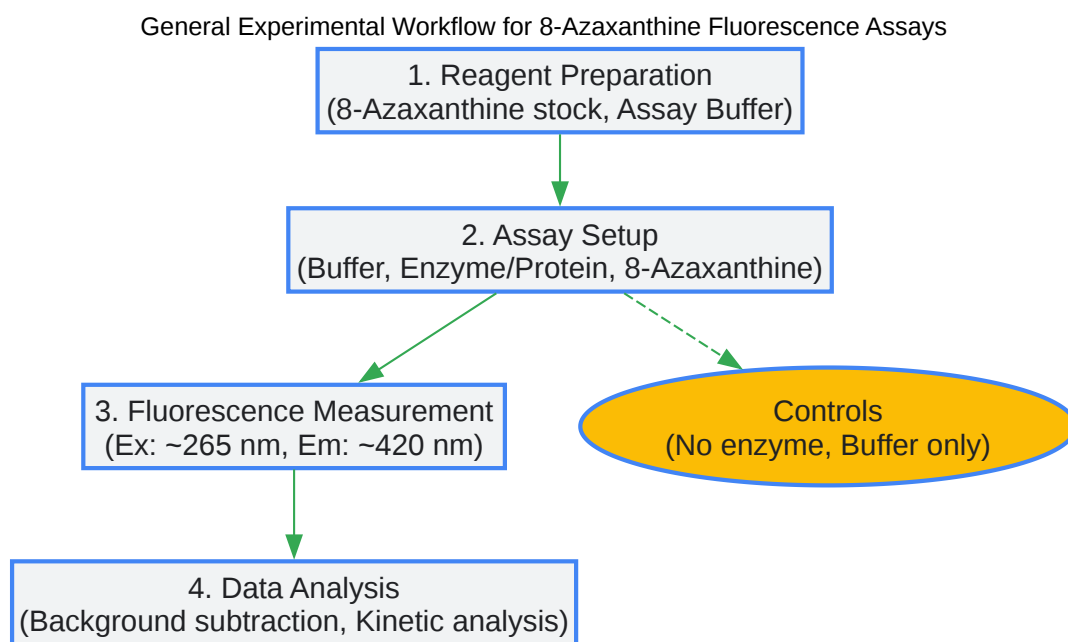 General Experimental Workflow for 8-Azaxanthine Fluorescence Assays
1. Reagent Preparation
(8-Azaxanthine stock, Assay Buffer)
2. Assay Setup
(Buffer, Enzyme/Protein, 8-Azaxanthine)
3. Fluorescence Measurement
(Ex: ~265 nm, Em: ~420 nm)
Controls
(No enzyme, Buffer only)
4. Data Analysis
(Background subtraction, Kinetic analysis)